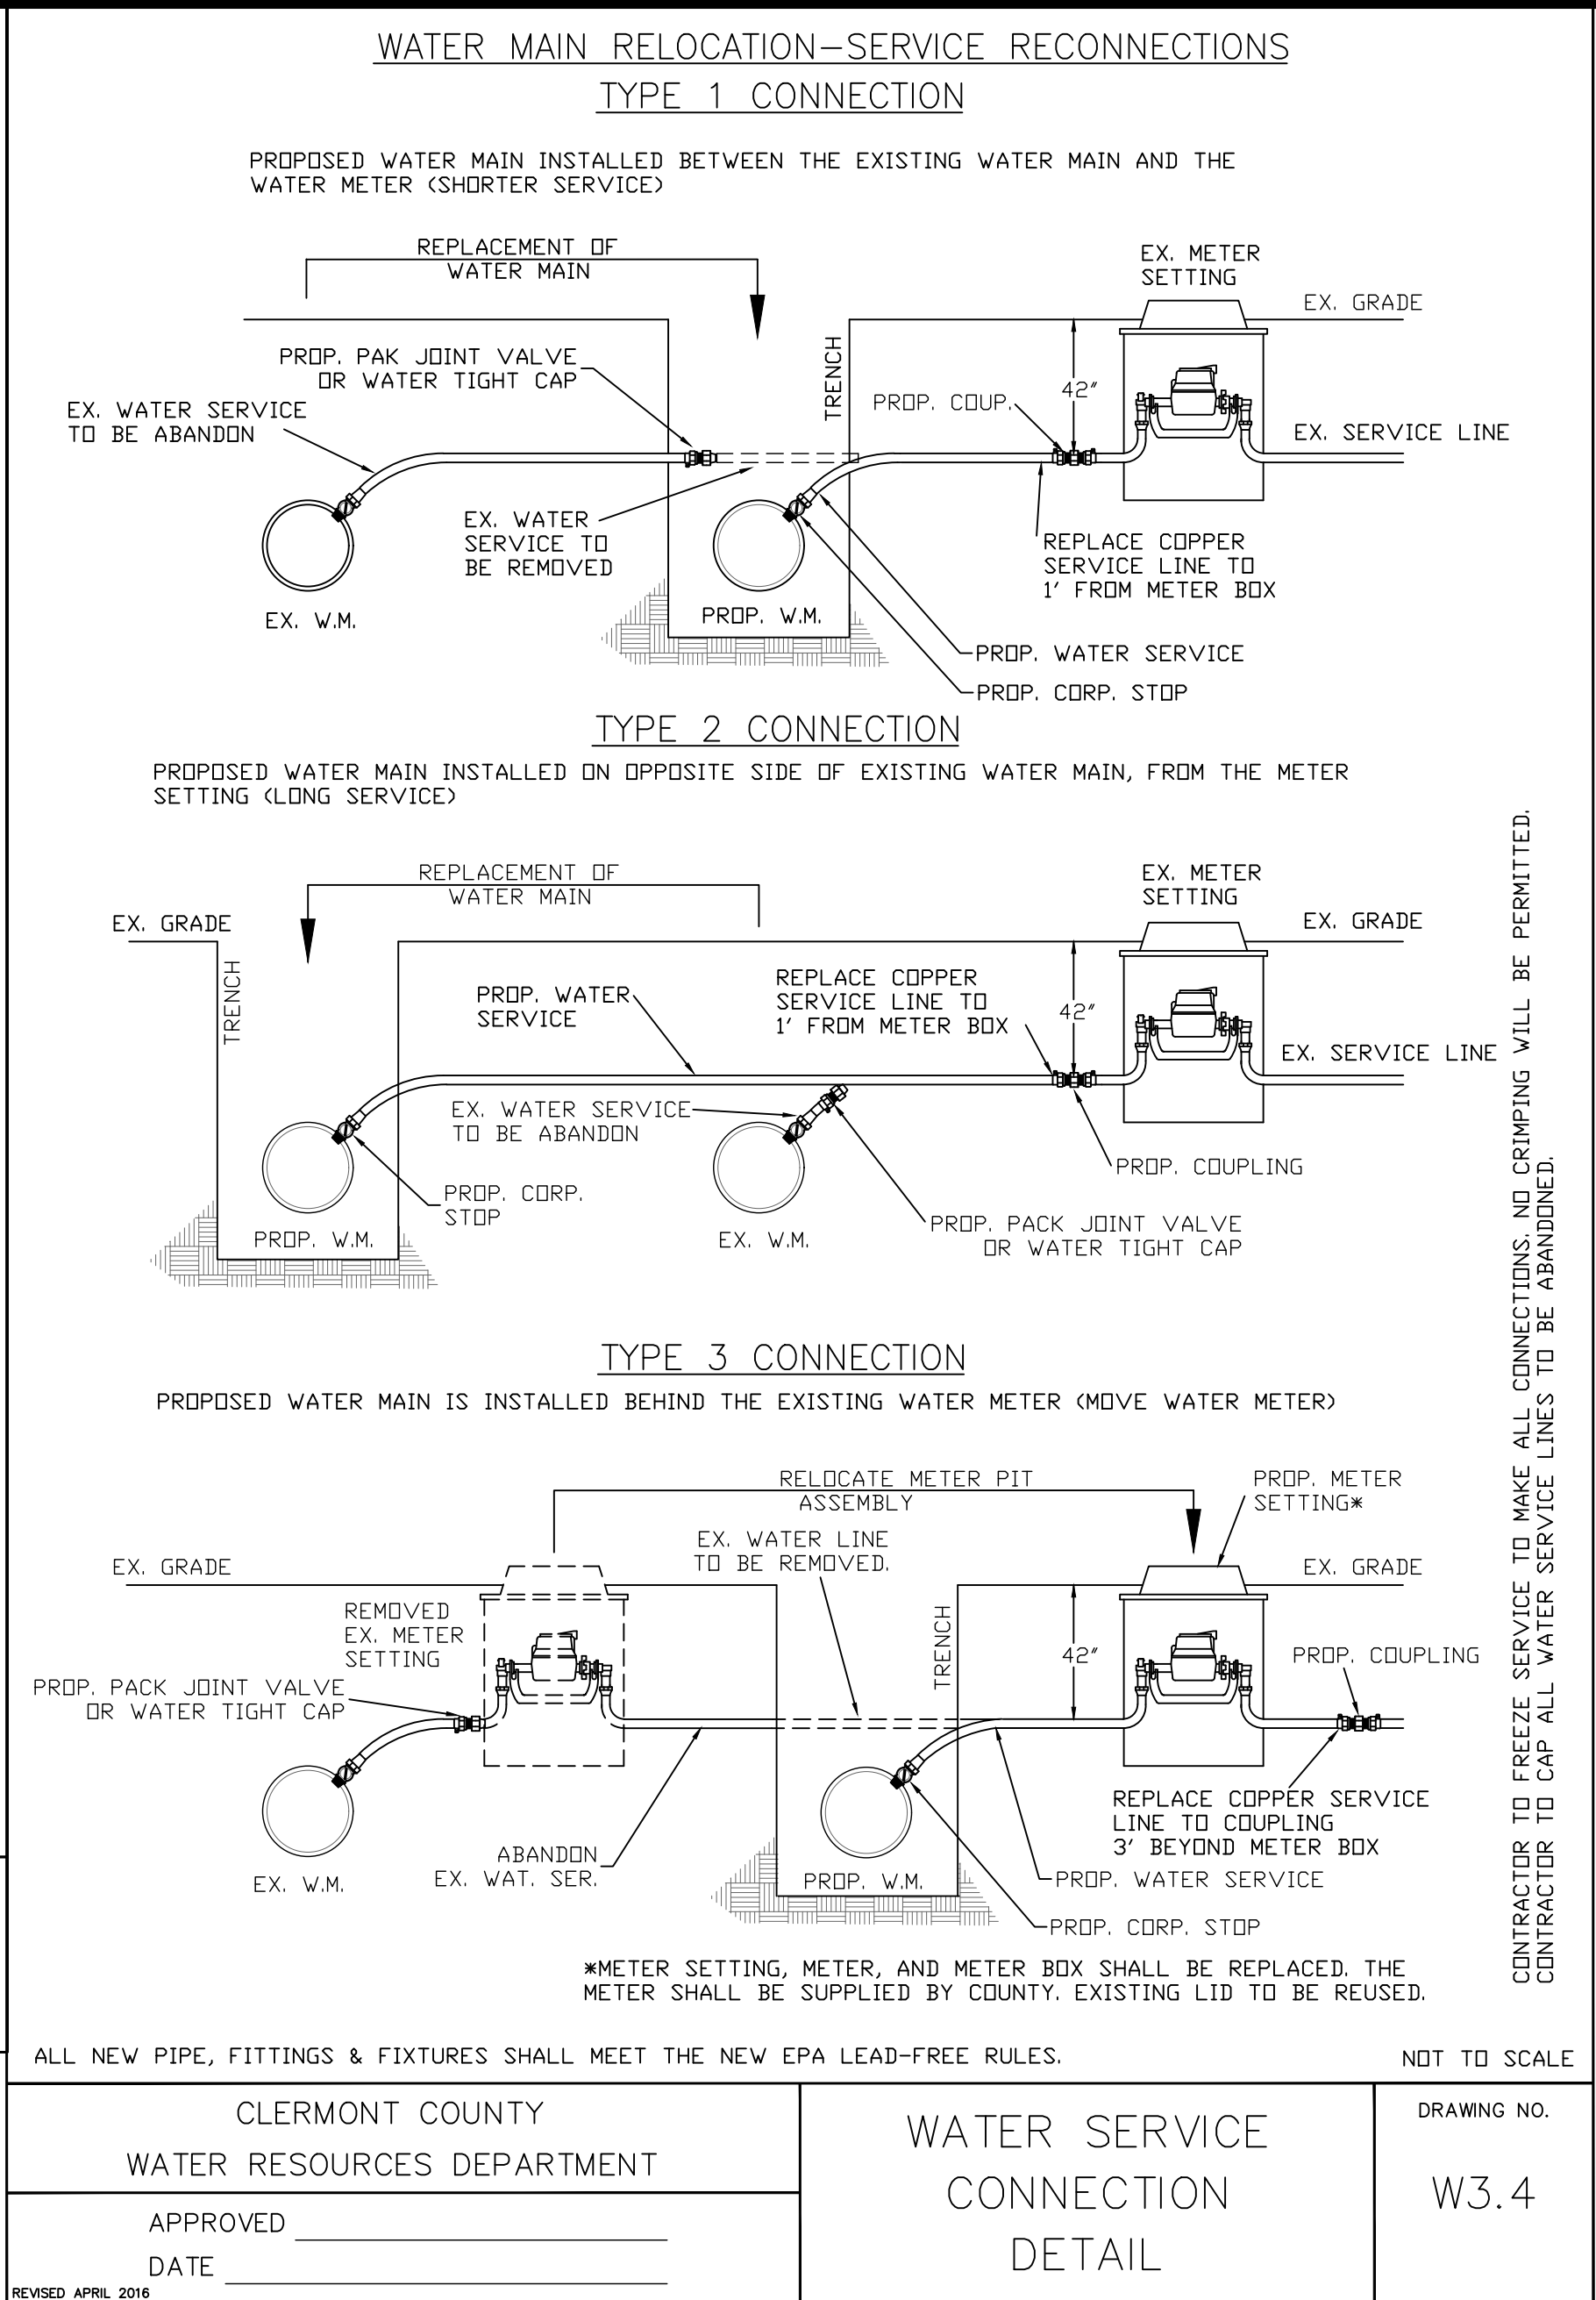 WATER MAIN RELOCATION-SERVICE RECONNECTIONS
TYPE 1 CONNECTION
PROPOSED WATER MAIN INSTALLED BETWEEN THE EXISTING WATER MAIN AND THE
WATER METER (SHORTER SERVICE)
REPLACEMENT OF
WATER MAIN
EX. METER
SETTING
EX. GRADE
PROP. PAK JOINT VALVE
OR WATER TIGHT CAP
TRENCH
42"
PROP. COUP.
EX. WATER SERVICE
TO BE ABANDON
EX. SERVICE LINE
EX. WATER
SERVICE TO
BE REMOVED
REPLACE COPPER
SERVICE LINE TO
1' FROM METER BOX
EX. W.M.
PROP. W.M.
PROP. WATER SERVICE
PROP. CORP. STOP
TYPE 2 CONNECTION
PROPOSED WATER MAIN INSTALLED ON OPPOSITE SIDE OF EXISTING WATER MAIN, FROM THE METER
SETTING (LONG SERVICE)
REPLACEMENT OF
WATER MAIN
EX. METER
SETTING
EX. GRADE
EX. GRADE
TRENCH
PROP. WATER
SERVICE
REPLACE COPPER
SERVICE LINE TO
1' FROM METER BOX
42"
EX. SERVICE LINE
EX. WATER SERVICE
TO BE ABANDON
PROP. COUPLING
PROP. CORP.
STOP
PROP. W.M.
EX. W.M.
PROP. PACK JOINT VALVE
OR WATER TIGHT CAP
TYPE 3 CONNECTION
PROPOSED WATER MAIN IS INSTALLED BEHIND THE EXISTING WATER METER (MOVE WATER METER)
RELOCATE METER PIT
ASSEMBLY
PROP. METER
SETTING*
EX. WATER LINE
TO BE REMOVED.
EX. GRADE
EX. GRADE
REMOVED
EX. METER
SETTING
TRENCH
42"
PROP. COUPLING
PROP. PACK JOINT VALVE
OR WATER TIGHT CAP
REPLACE COPPER SERVICE
LINE TO COUPLING
3' BEYOND METER BOX
ABANDON
EX. WAT. SER.
EX. W.M.
PROP. W.M.
PROP. WATER SERVICE
PROP. CORP. STOP
*METER SETTING, METER, AND METER BOX SHALL BE REPLACED. THE
METER SHALL BE SUPPLIED BY COUNTY. EXISTING LID TO BE REUSED.
CONTRACTOR TO FREEZE SERVICE TO MAKE ALL CONNECTIONS. NO CRIMPING WILL BE PERMITTED.
CONTRACTOR TO CAP ALL WATER SERVICE LINES TO BE ABANDONED.
ALL NEW PIPE, FITTINGS & FIXTURES SHALL MEET THE NEW EPA LEAD-FREE RULES.
NOT TO SCALE
CLERMONT COUNTY
WATER RESOURCES DEPARTMENT
APPROVED
DATE
REVISED APRIL 2016
WATER SERVICE
CONNECTION
DETAIL
DRAWING NO.
W3.4